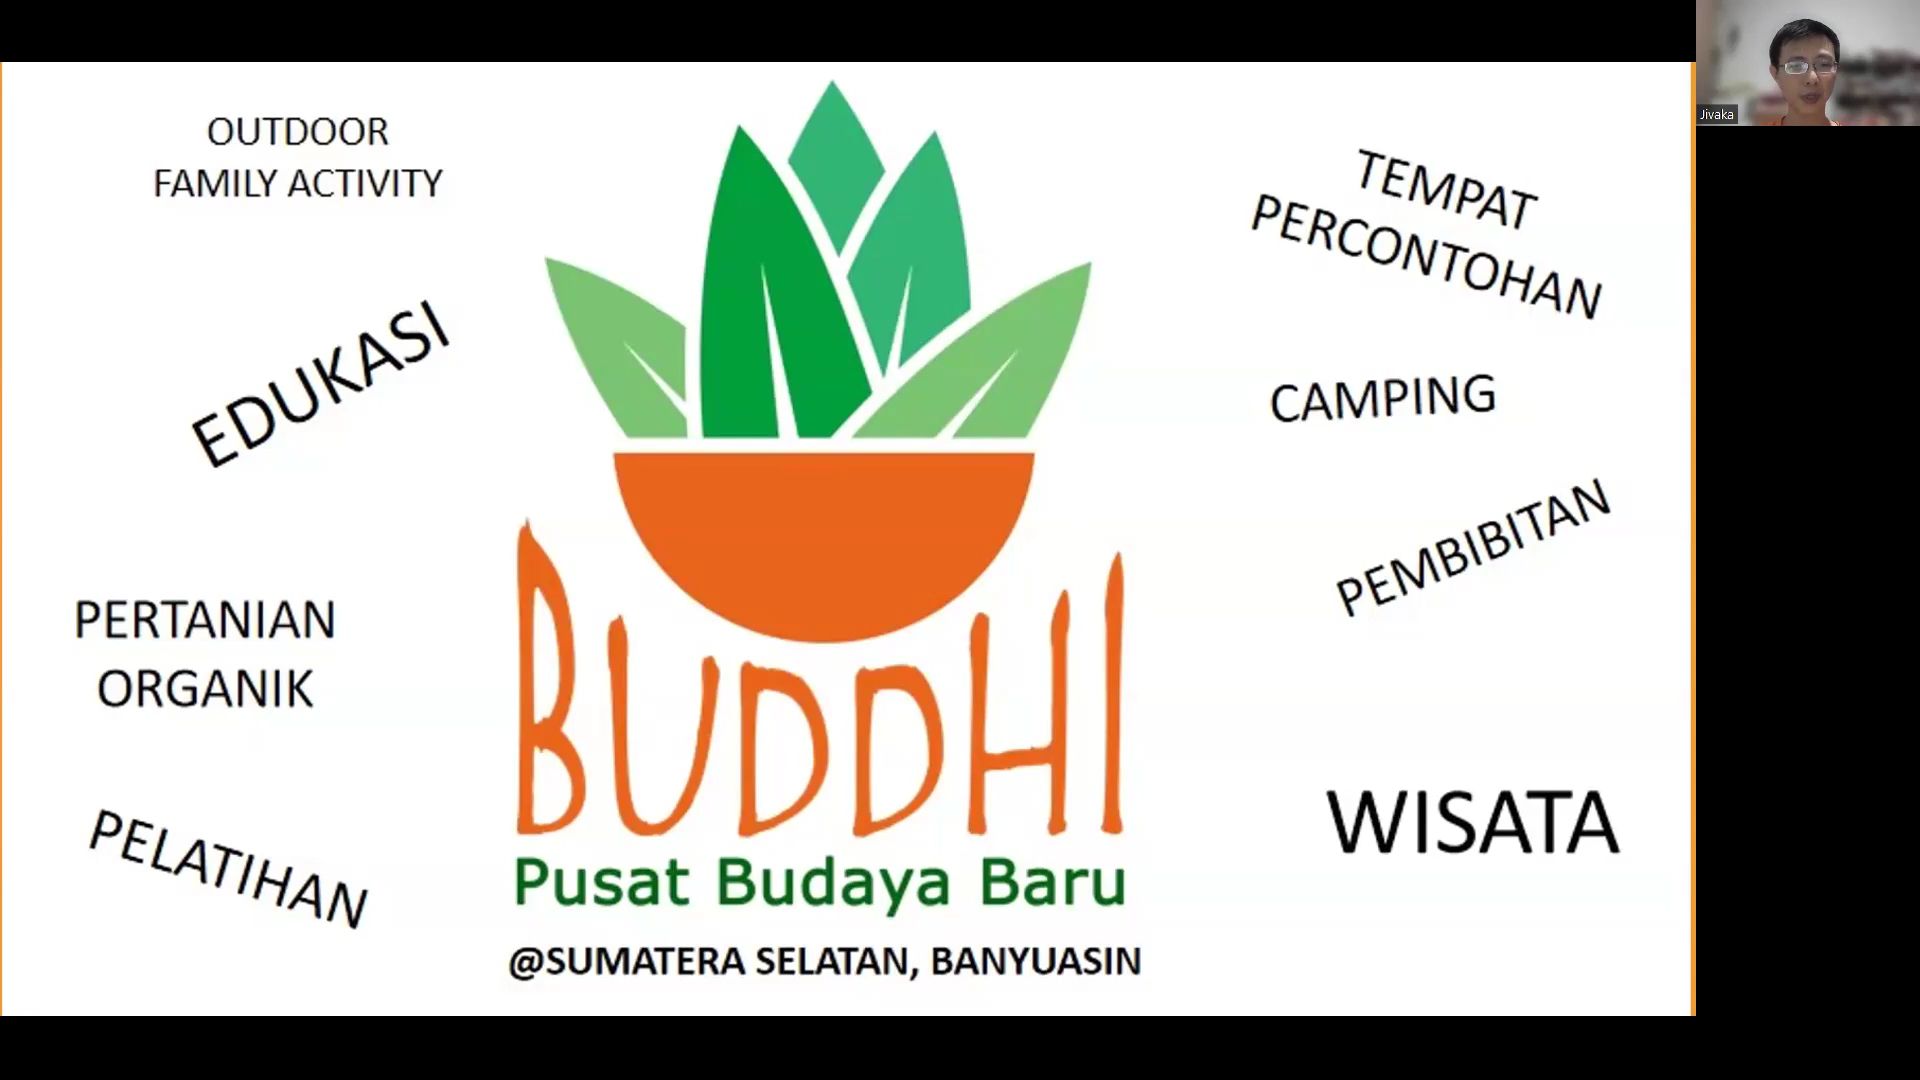 OUTDOOR
FAMILY ACTIVITY
EDUKASI
PERTANIAN
ORGANIK
PELATIHAN
BUDDHI
Pusat Budaya Baru
@SUMATERA SELATAN, BANYUASIN
TEMPAT
PERCONTOHAN
CAMPING
PEMBIBITAN
WISATA
Jivaka